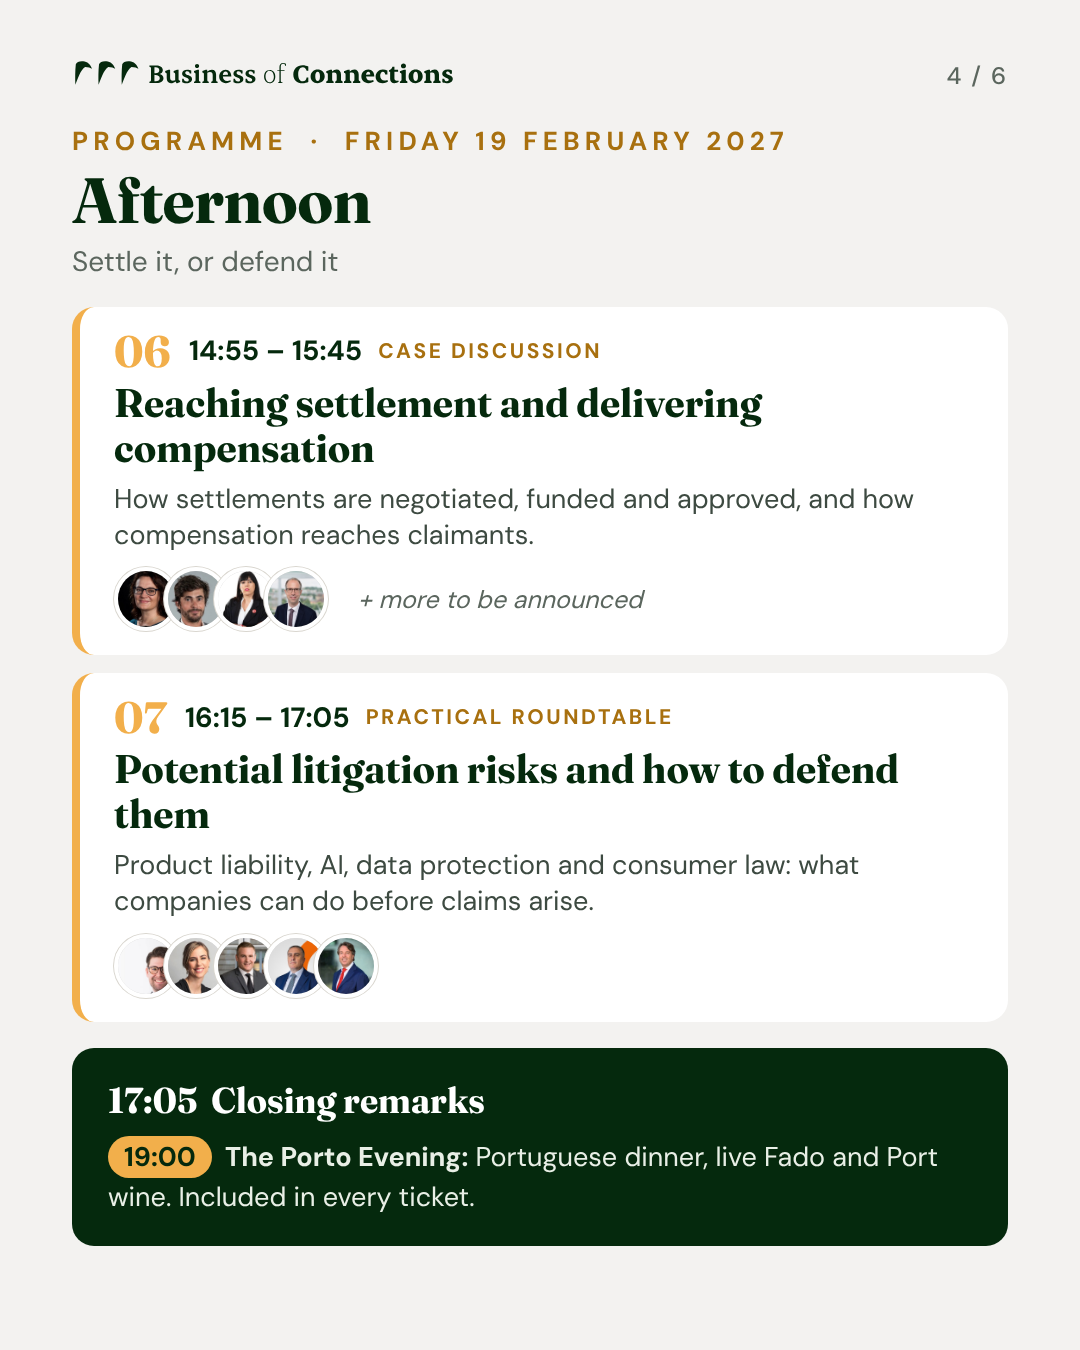 Business of Connections
4 / 6
PROGRAMME · FRIDAY 19 FEBRUARY 2027
Afternoon
Settle it, or defend it
06 14:55 – 15:45 CASE DISCUSSION
Reaching settlement and delivering
compensation
How settlements are negotiated, funded and approved, and how
compensation reaches claimants.
+ more to be announced
07 16:15 – 17:05 PRACTICAL ROUNDTABLE
Potential litigation risks and how to defend
them
Product liability, AI, data protection and consumer law: what
companies can do before claims arise.
17:05 Closing remarks
19:00 The Porto Evening: Portuguese dinner, live Fado and Port
wine. Included in every ticket.